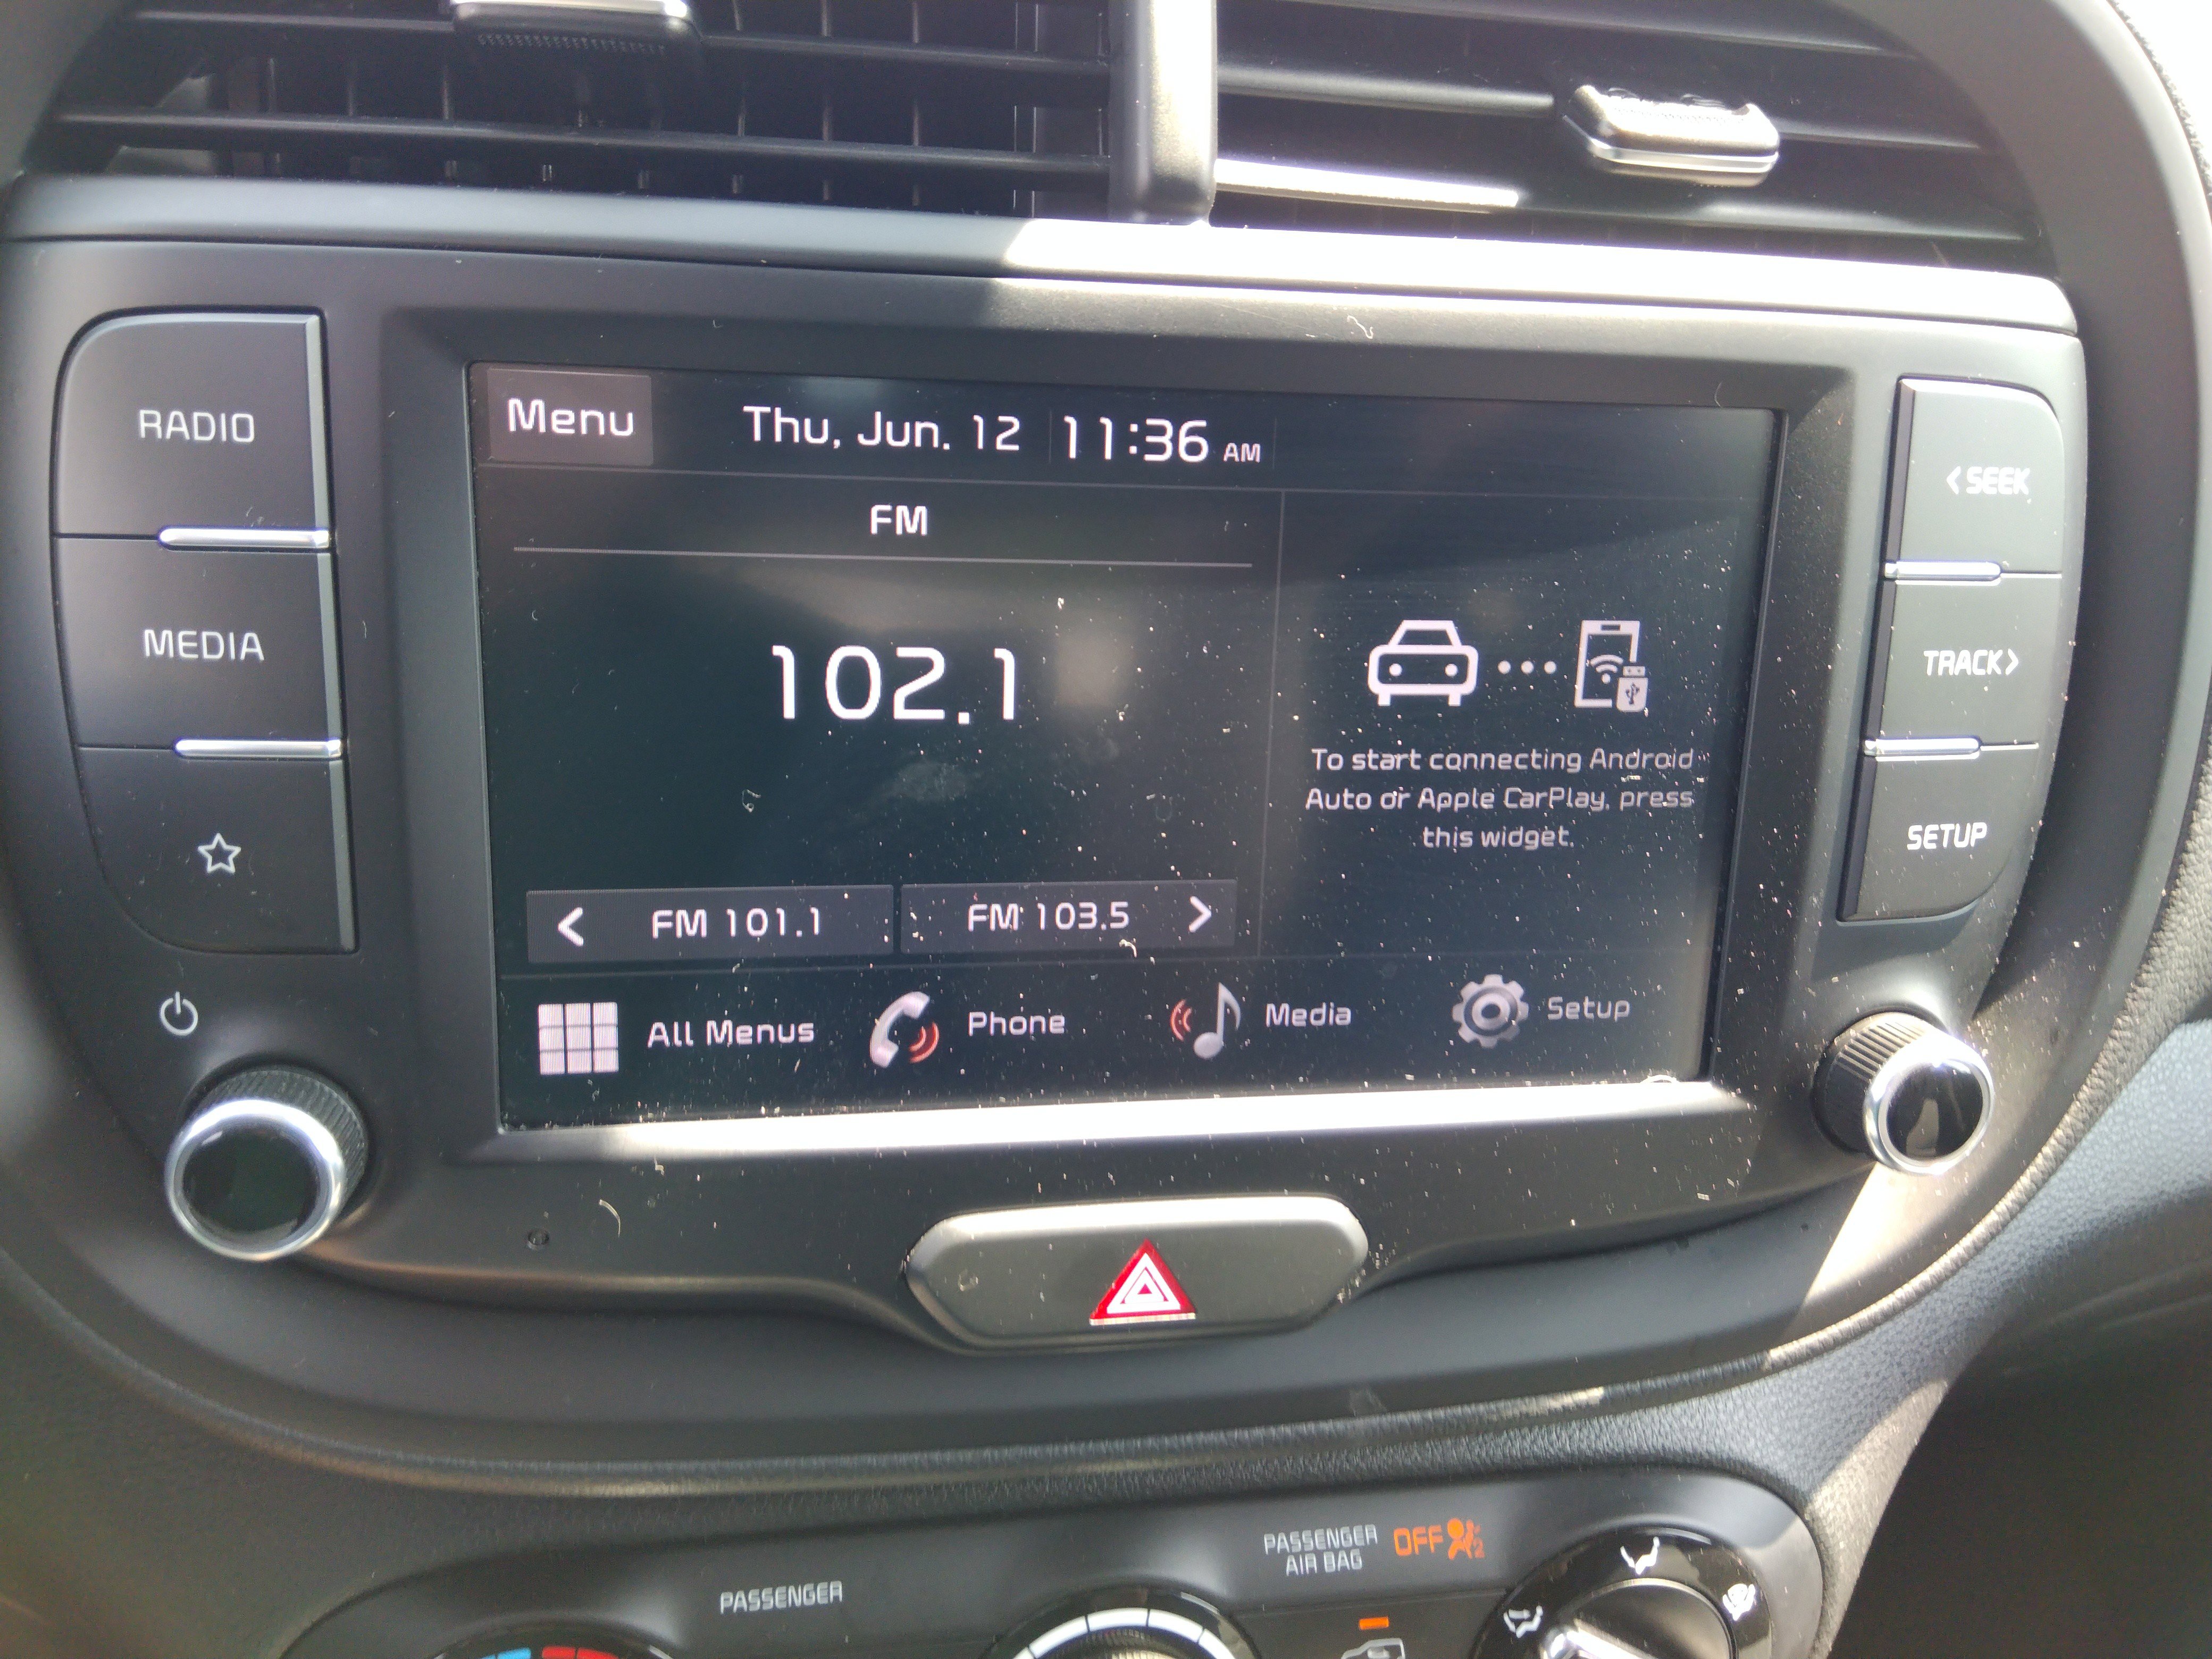 RADIO
MEDIA
Menu
Thu, Jun. 12 11:36 AM
FM
102.1
< FM 101.1
FM 103.5 >
To start connecting Android
Auto or Apple CarPlay, press
this widget.
All Menus
Phone
Media
Setup
< SEEK
TRACK >
SETUP
PASSENGER
PASSENGER
AIR BAG
OFF
2